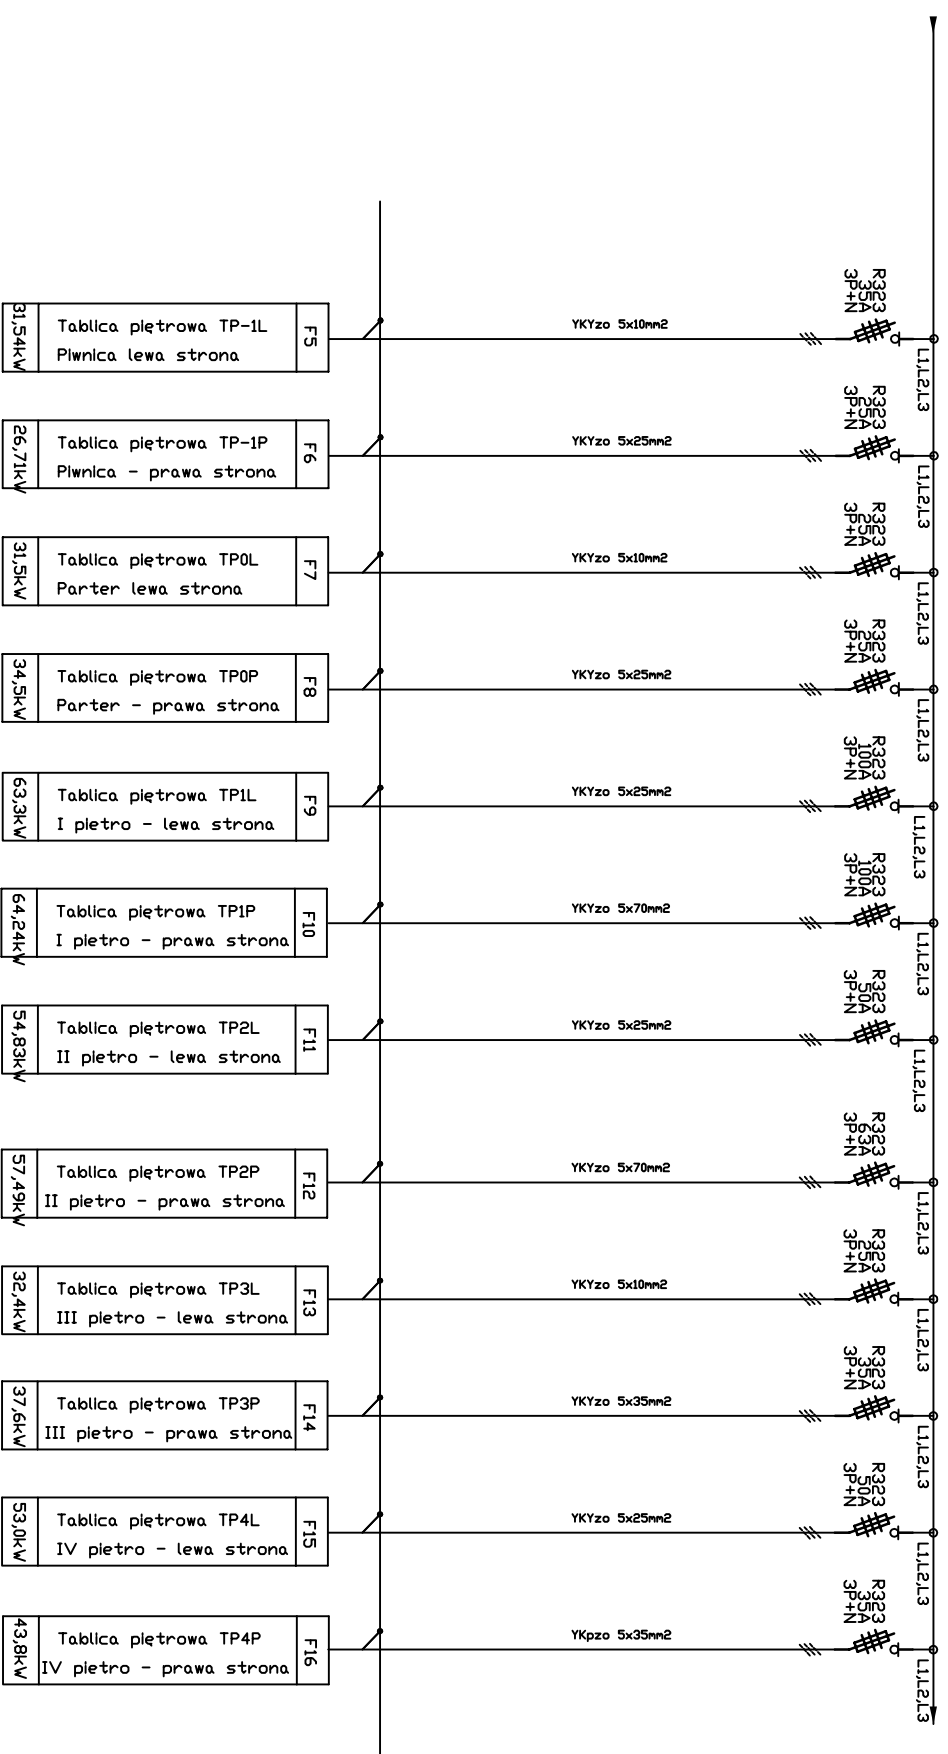 R323
35A
3P+N
L1,L2,L3
YKYzo 5x10mm2
F5
Tablica piętrowa TP-1L
Piwnica lewa strona
31,54kW
R323
25A
3P+N
L1,L2,L3
YKYzo 5x25mm2
F6
Tablica piętrowa TP-1P
Piwnica - prawa strona
26,71kW
R323
25A
3P+N
L1,L2,L3
YKYzo 5x10mm2
F7
Tablica piętrowa TP0L
Parter lewa strona
31,5kW
R323
25A
3P+N
L1,L2,L3
YKYzo 5x25mm2
F8
Tablica piętrowa TP0P
Parter - prawa strona
34,5kW
R323
100A
3P+N
L1,L2,L3
YKYzo 5x25mm2
F9
Tablica piętrowa TP1L
I pietro - lewa strona
63,3kW
R323
100A
3P+N
L1,L2,L3
YKYzo 5x70mm2
F10
Tablica piętrowa TP1P
I pietro - prawa strona
64,24kW
R323
50A
3P+N
L1,L2,L3
YKYzo 5x25mm2
F11
Tablica piętrowa TP2L
II pietro - lewa strona
54,83kW
R323
63A
3P+N
L1,L2,L3
YKYzo 5x70mm2
F12
Tablica piętrowa TP2P
II pietro - prawa strona
57,49kW
R323
25A
3P+N
L1,L2,L3
YKYzo 5x10mm2
F13
Tablica piętrowa TP3L
III pietro - lewa strona
32,4kW
R323
35A
3P+N
L1,L2,L3
YKYzo 5x35mm2
F14
Tablica piętrowa TP3P
III pietro - prawa strona
37,6kW
R323
50A
3P+N
L1,L2,L3
YKYzo 5x25mm2
F15
Tablica piętrowa TP4L
IV pietro - lewa strona
53,0kW
R323
35A
3P+N
L1,L2,L3
YKpzo 5x35mm2
F16
Tablica piętrowa TP4P
IV pietro - prawa strona
43,8kW